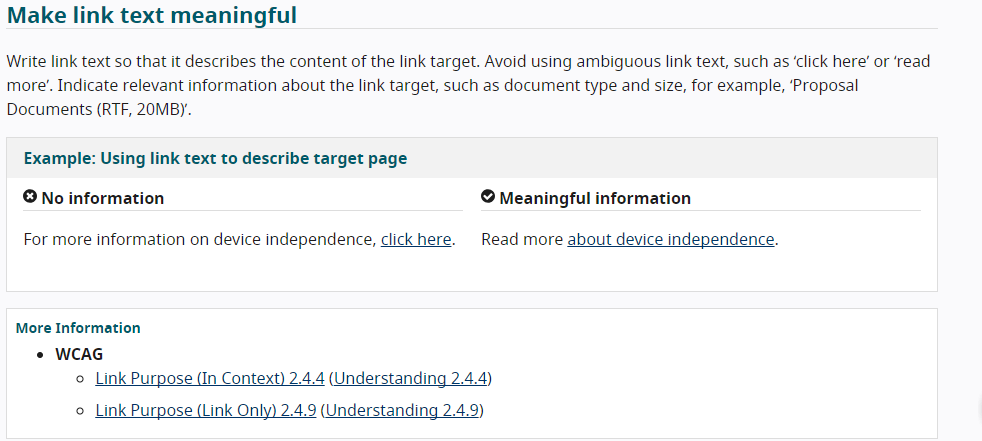 Make link text meaningful
Write link text so that it describes the content of the link target. Avoid using ambiguous link text, such as ‘click here’ or ‘read
more’. Indicate relevant information about the link target, such as document type and size, for example, ‘Proposal
Documents (RTF, 20MB)’.
Example: Using link text to describe target page
No information
For more information on device independence, click here.
Meaningful information
Read more about device independence.
More Information
WCAG
Link Purpose (In Context) 2.4.4 (Understanding 2.4.4)
Link Purpose (Link Only) 2.4.9 (Understanding 2.4.9)